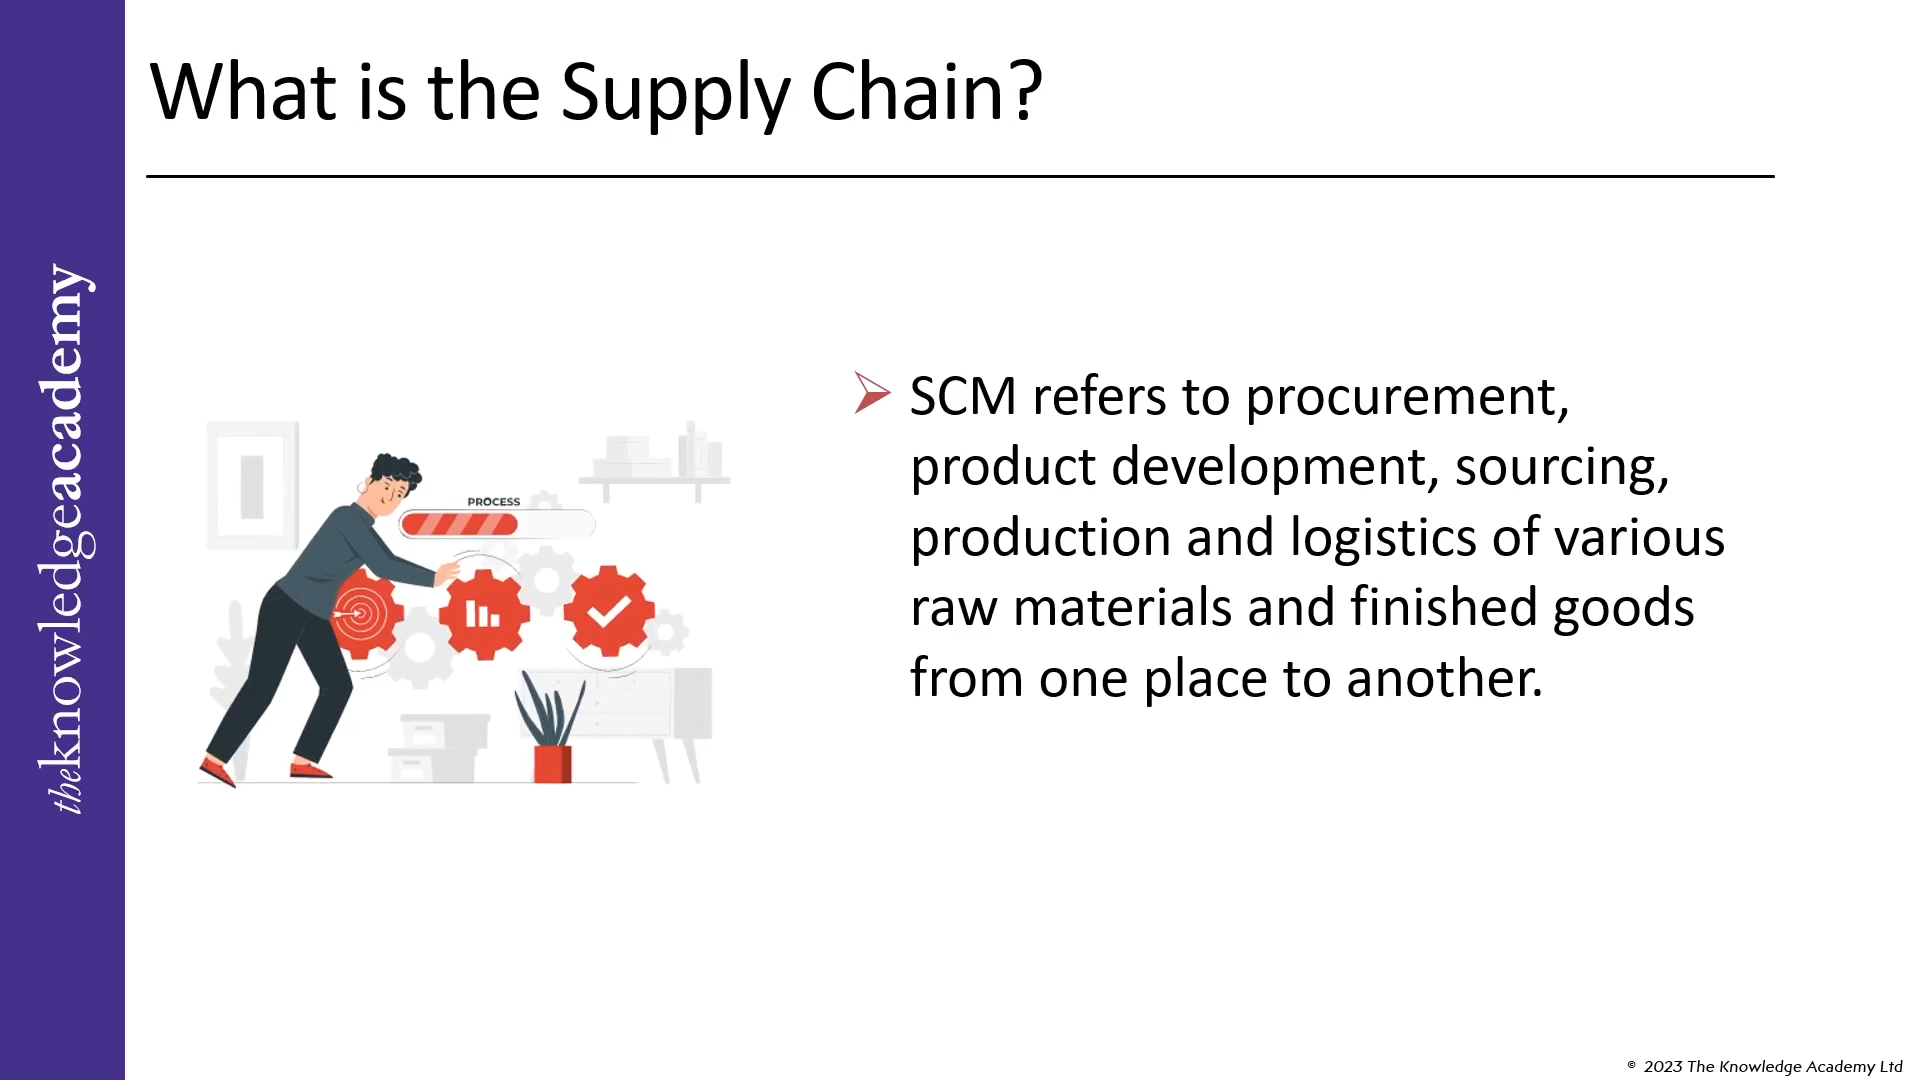 What is the Supply Chain?
theknowledgeacademy
PROCESS
SCM refers to procurement,
product development, sourcing,
production and logistics of various
raw materials and finished goods
from one place to another.
© 2023 The Knowledge Academy Ltd